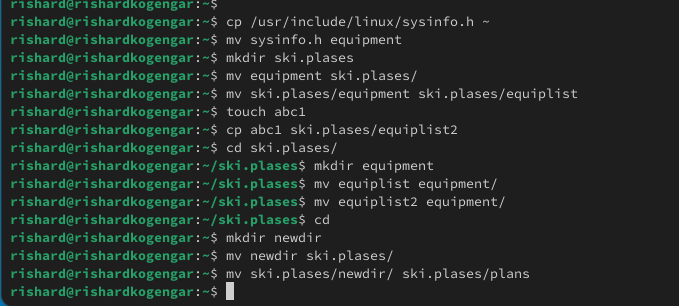 rishard@rishardkogengar:~$
rishard@rishardkogengar:~$ cp /usr/include/linux/sysinfo.h ~
rishard@rishardkogengar:~$ mv sysinfo.h equipment
rishard@rishardkogengar:~$ mkdir ski.plases
rishard@rishardkogengar:~$ mv equipment ski.plases/
rishard@rishardkogengar:~$ mv ski.plases/equipment ski.plases/equiplist
rishard@rishardkogengar:~$ touch abc1
rishard@rishardkogengar:~$ cp abc1 ski.plases/equiplist2
rishard@rishardkogengar:~$ cd ski.plases/
rishard@rishardkogengar:~/ski.plases$ mkdir equipment
rishard@rishardkogengar:~/ski.plases$ mv equiplist equipment/
rishard@rishardkogengar:~/ski.plases$ mv equiplist2 equipment/
rishard@rishardkogengar:~/ski.plases$ cd
rishard@rishardkogengar:~$ mkdir newdir
rishard@rishardkogengar:~$ mv newdir ski.plases/
rishard@rishardkogengar:~$ mv ski.plases/newdir/ ski.plases/plans
rishard@rishardkogengar:~$